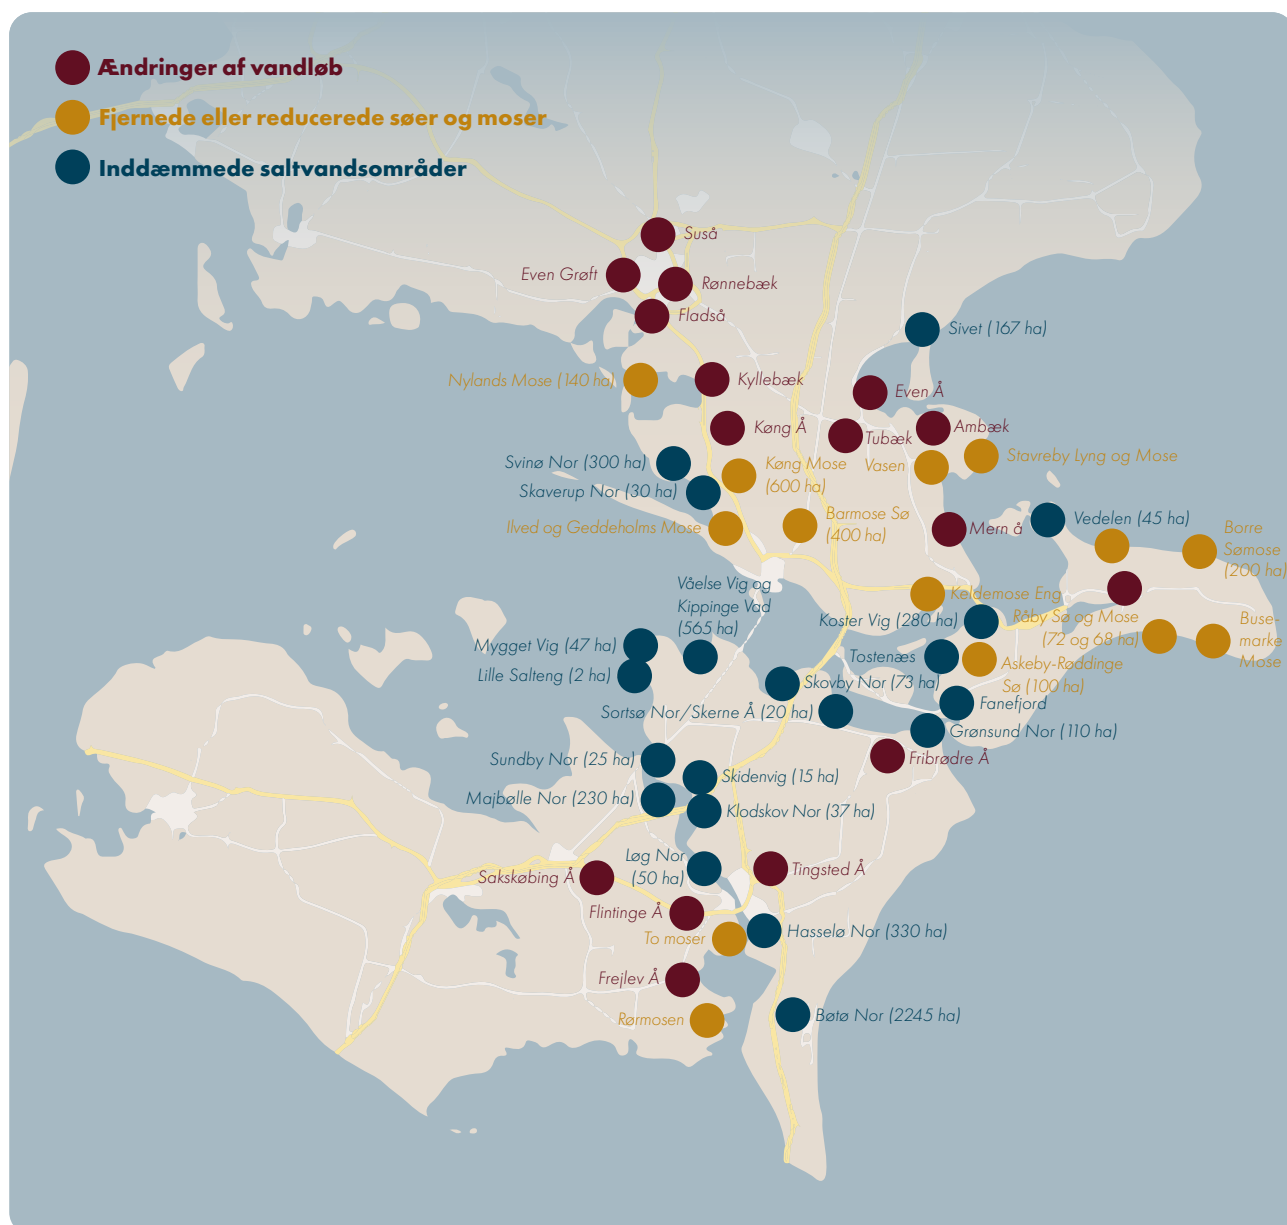 Ændringer af vandløb
Fjernede eller reducerede søer og moser
Inddæmmede saltvandsområder
Suså
Even Grøft
Rønnebæk
Fladså
Sivet (167 ha)
Nylands Mose (140 ha)
Kyllebæk
Even Å
Køng Å
Tubæk
Ambæk
Svinø Nor (300 ha)
Køng Mose
(600 ha)
Vasen
Stavreby Lyng og Mose
Skaverup Nor (30 ha)
Ilved og Geddeholms Mose
Barmose Sø
(400 ha)
Mern å
Vedelen (45 ha)
Borre
Sømose
(200 ha)
Våelse Vig og
Kippinge Vad
(565 ha)
Keldemose Eng
Koster Vig (280 ha)
Råby Sø og Mose
(72 og 68 ha)
Buse-
marke
Mose
Mygget Vig (47 ha)
Lille Salteng (2 ha)
Tostenæs
Askeby-Røddinge
Sø (100 ha)
Skovby Nor (73 ha)
Sortsø Nor/Skerne Å (20 ha)
Fanefjord
Grønsund Nor (110 ha)
Sundby Nor (25 ha)
Skidenvig (15 ha)
Fribrødre Å
Majbølle Nor (230 ha)
Klodskov Nor (37 ha)
Løg Nor
(50 ha)
Tingsted Å
Sakskøbing Å
Flintinge Å
To moser
Hasselø Nor (330 ha)
Frejlev Å
Rørmosen
Bøtø Nor (2245 ha)